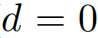 d = 0